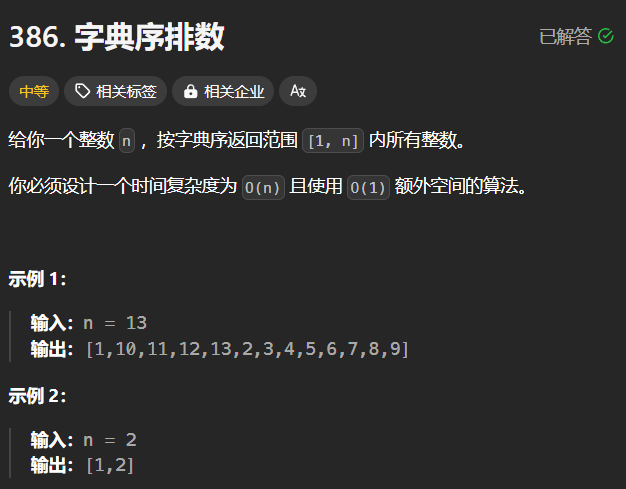 386. 字典序排数
已解答
中等 相关标签 相关企业 Aあ
给你一个整数 n ，按字典序返回范围 [1, n] 内所有整数。
你必须设计一个时间复杂度为 O(n) 且使用 O(1) 额外空间的算法。
示例 1：
输入：n = 13
输出：[1,10,11,12,13,2,3,4,5,6,7,8,9]
示例 2：
输入：n = 2
输出：[1,2]